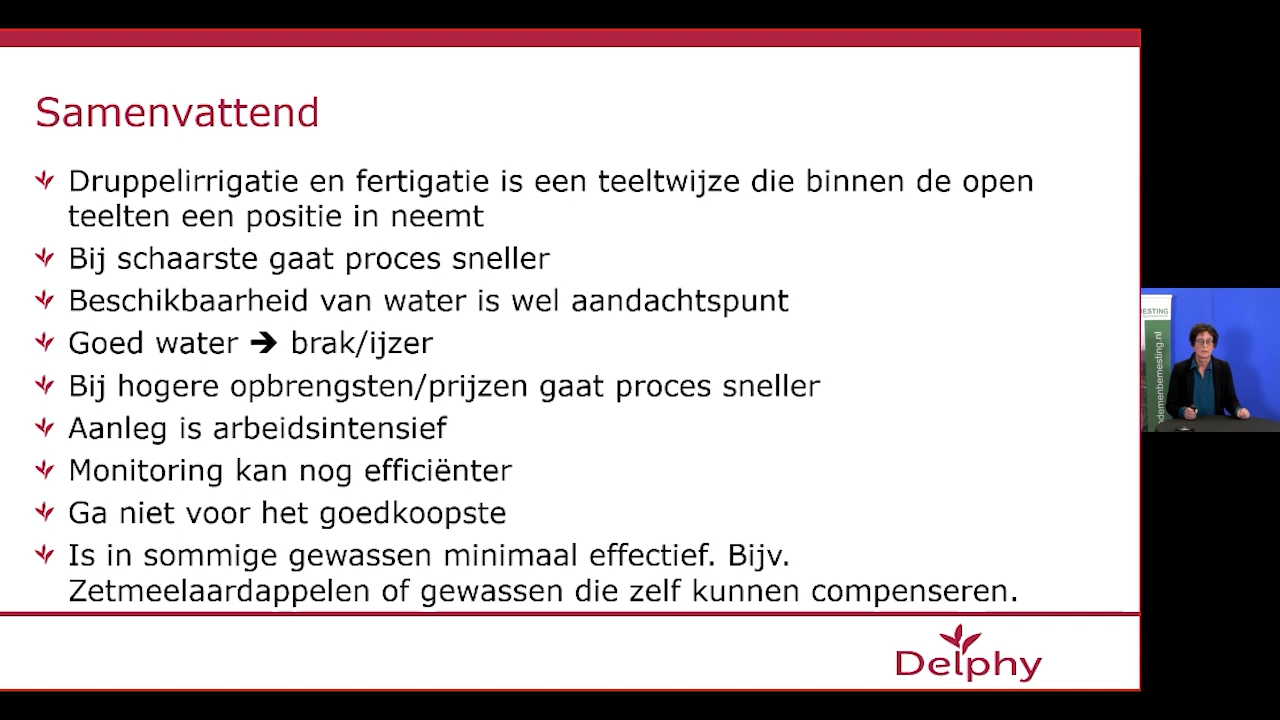 Samenvattend
Druppelirrigatie en fertigatie is een teeltwijze die binnen de open
teelten een positie in neemt
Bij schaarste gaat proces sneller
Beschikbaarheid van water is wel aandachtspunt
Goed water ➔ brak/ijzer
Bij hogere opbrengsten/prijzen gaat proces sneller
Aanleg is arbeidsintensief
Monitoring kan nog efficiënter
Ga niet voor het goedkoopste
Is in sommige gewassen minimaal effectief. Bijv.
Zetmeelaardappelen of gewassen die zelf kunnen compenseren.
Delphy
ESTING
demenbemesting.nl